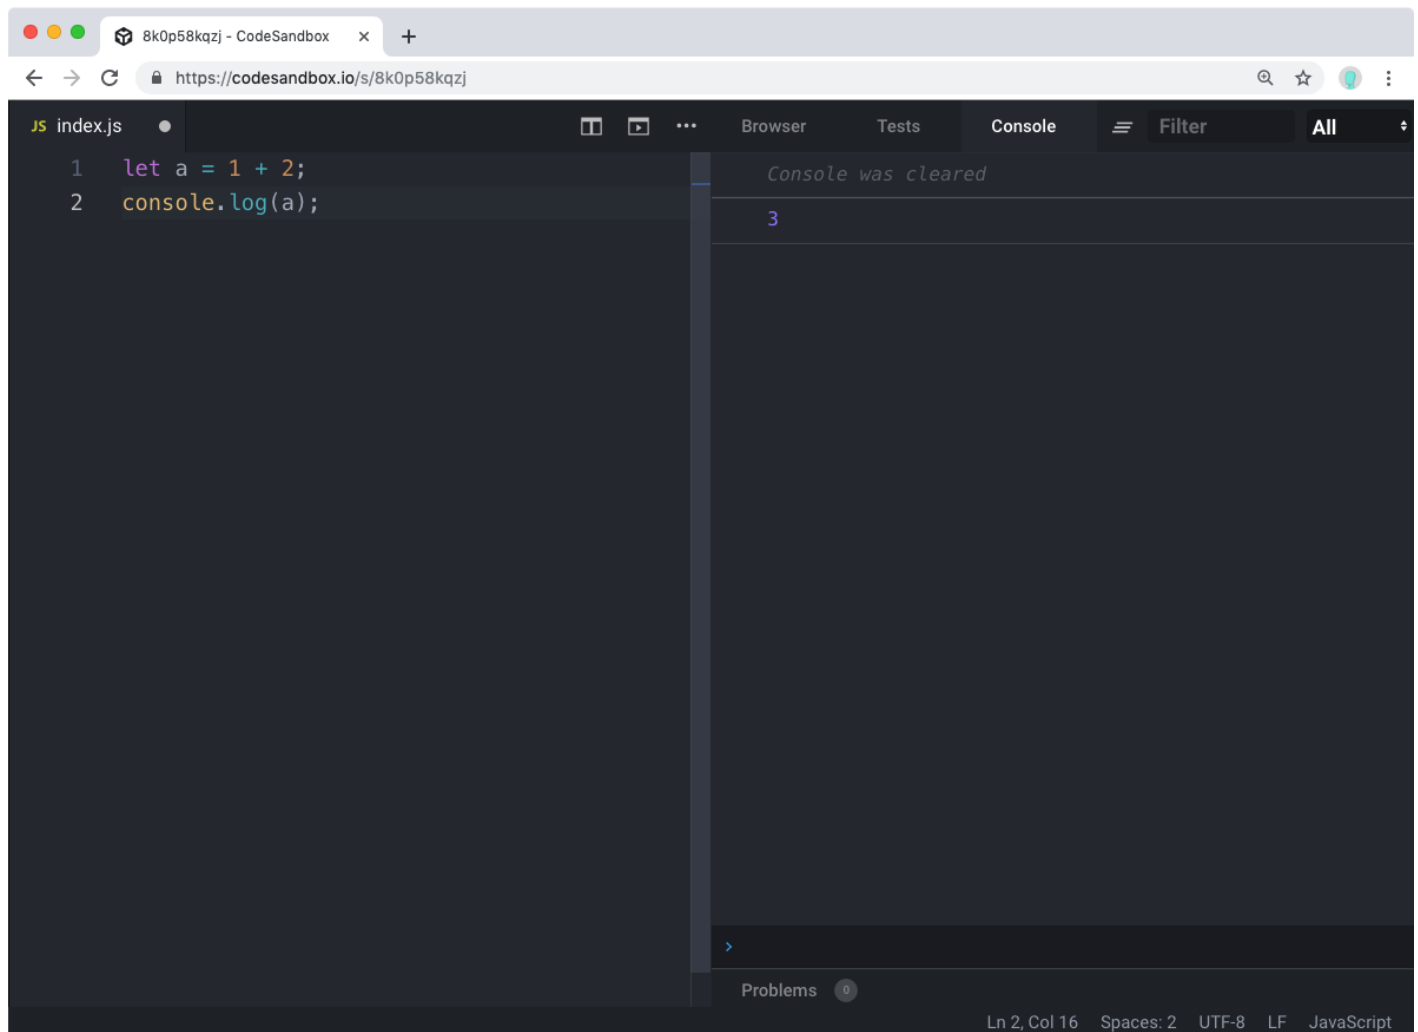 8k0p58kqzj - CodeSandbox
https://codesandbox.io/s/8k0p58kqzj
JS index.js
Browser Tests Console Filter All
1 let a = 1 + 2;
2 console.log(a);
Console was cleared
3
Problems 0
Ln 2, Col 16 Spaces: 2 UTF-8 LF JavaScript